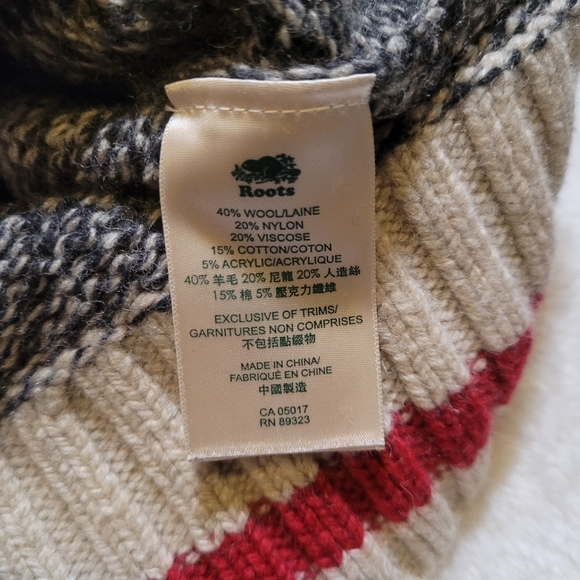 Roots
40% WOOL/LAINE
20% NYLON
20% VISCOSE
15% COTTON/COTON
5% ACRYLIC/ACRYLIQUE
40% 羊毛 20% 尼龍 20% 人造絲
15% 棉 5% 壓克力纖維
EXCLUSIVE OF TRIMS/
GARNITURES NON COMPRISES
不包括點綴物
MADE IN CHINA/
FABRIQUÉ EN CHINE
中國製造
CA 05017
RN 89323